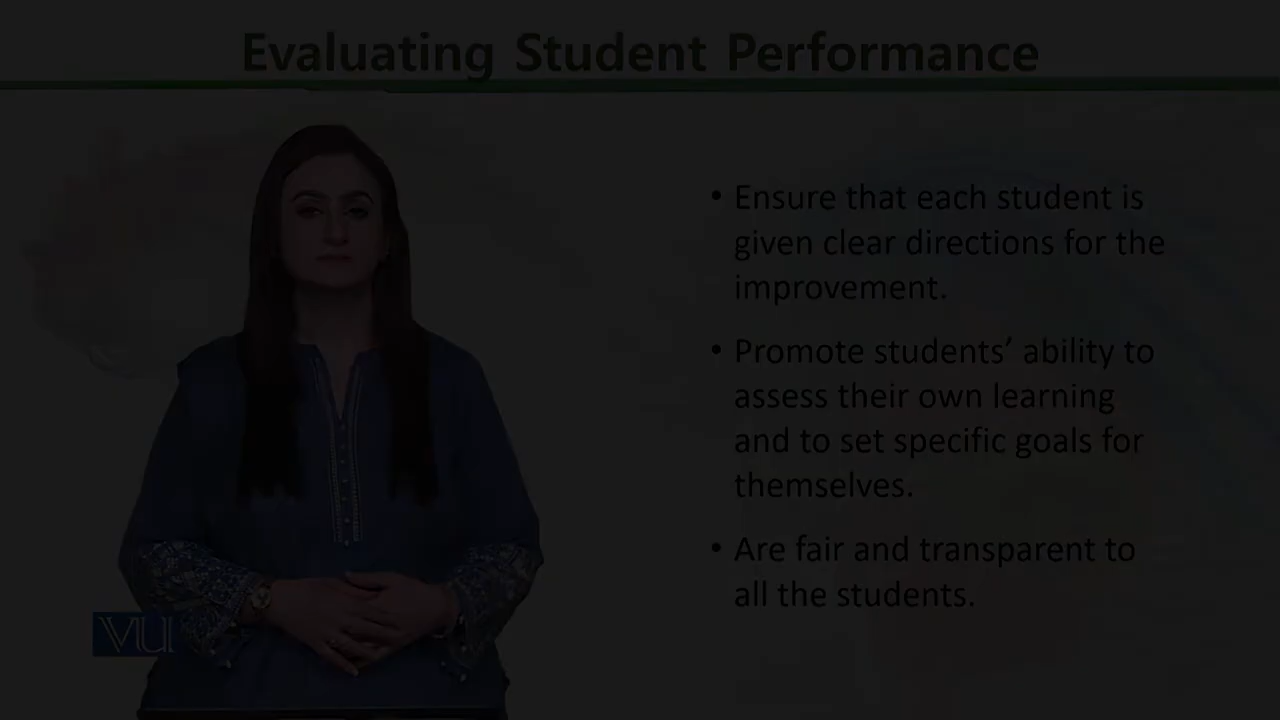 Evaluating Student Performance
• Ensure that each student is
given clear directions for the
improvement.
• Promote students’ ability to
assess their own learning
and to set specific goals for
themselves.
• Are fair and transparent to
all the students.
VU